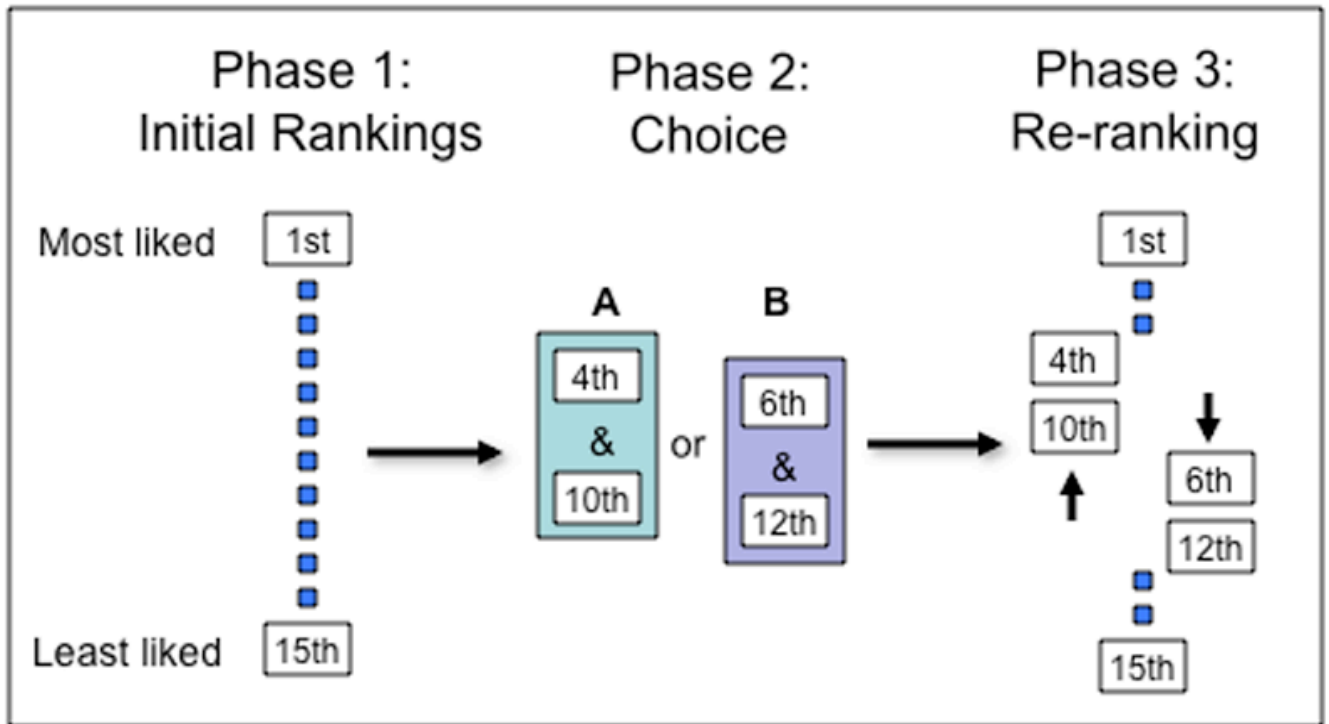 Phase 1:
Initial Rankings
Phase 2:
Choice
Phase 3:
Re-ranking
Most liked
1st
Least liked
15th
A
4th
&
10th
or
B
6th
&
12th
1st
4th
10th
6th
12th
15th